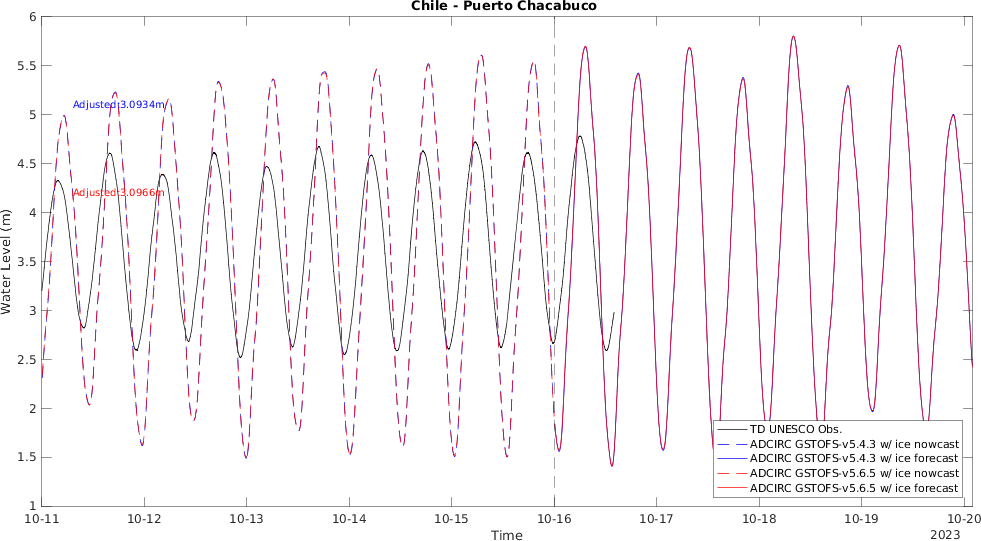 Chile - Puerto Chacabuco
Water Level (m)
6
5.5
5
4.5
4
3.5
3
2.5
2
1.5
1
Adjusted:3.0934m
Adjusted:3.0966m
TD UNESCO Obs.
ADCIRC GSTOFS-v5.4.3 w/ ice nowcast
ADCIRC GSTOFS-v5.4.3 w/ ice forecast
ADCIRC GSTOFS-v5.6.5 w/ ice nowcast
ADCIRC GSTOFS-v5.6.5 w/ ice forecast
10-11 10-12 10-13 10-14 10-15 10-16 10-17 10-18 10-19 10-20
Time
2023